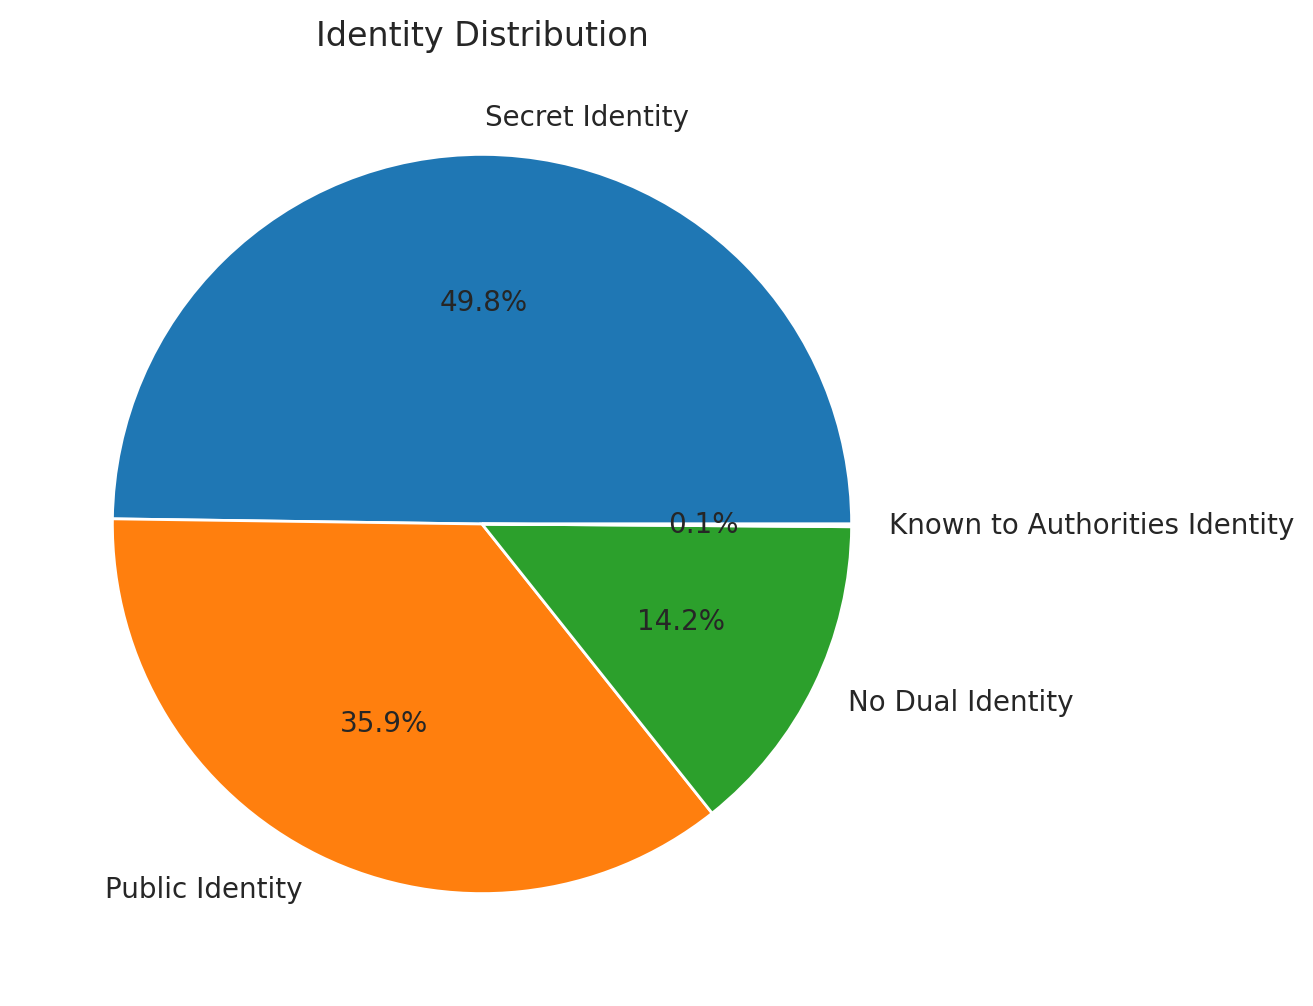 Identity Distribution
Secret Identity
49.8%
0.1%
Known to Authorities Identity
14.2%
No Dual Identity
35.9%
Public Identity